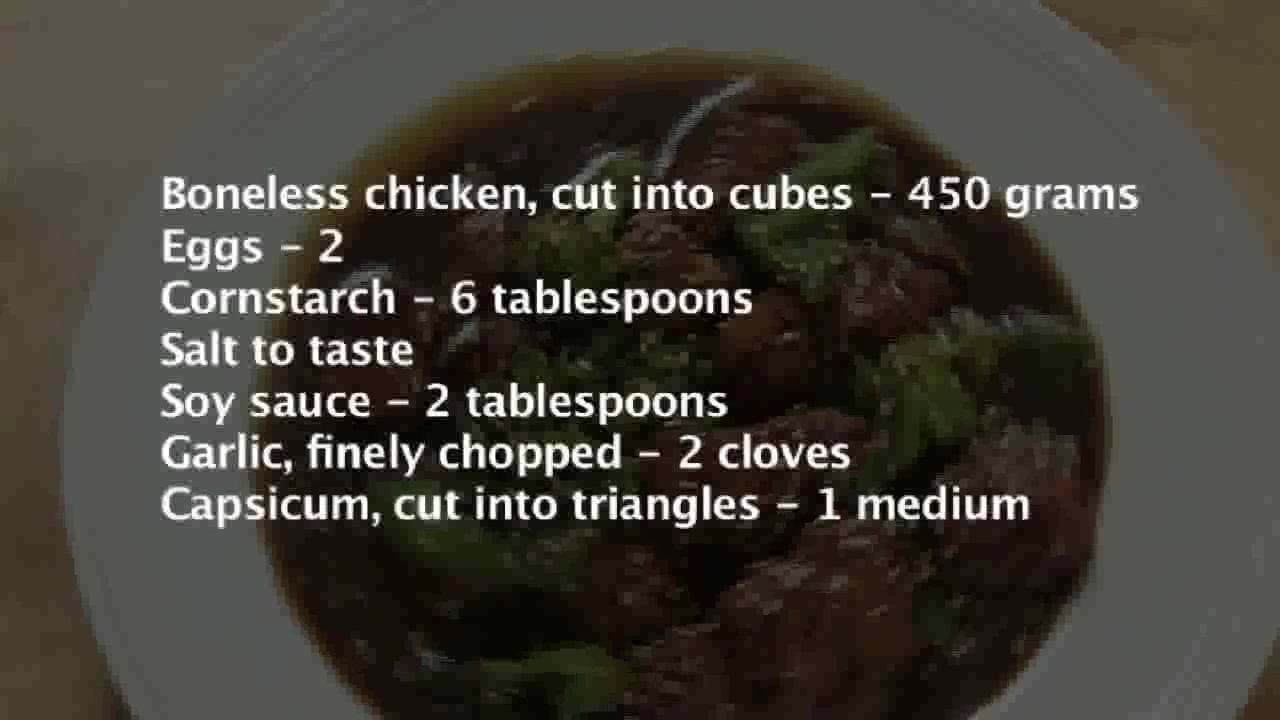 Boneless chicken, cut into cubes – 450 grams
Eggs – 2
Cornstarch – 6 tablespoons
Salt to taste
Soy sauce – 2 tablespoons
Garlic, finely chopped – 2 cloves
Capsicum, cut into triangles – 1 medium